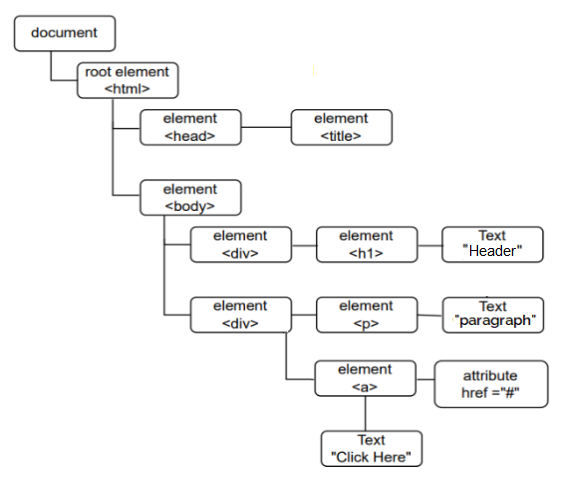 document
root element
<html>
element
<head>
element
<title>
element
<body>
element
<div>
element
<h1>
Text
"Header"
element
<div>
element
<p>
Text
"paragraph"
element
<a>
attribute
href ="#"
Text
"Click Here"